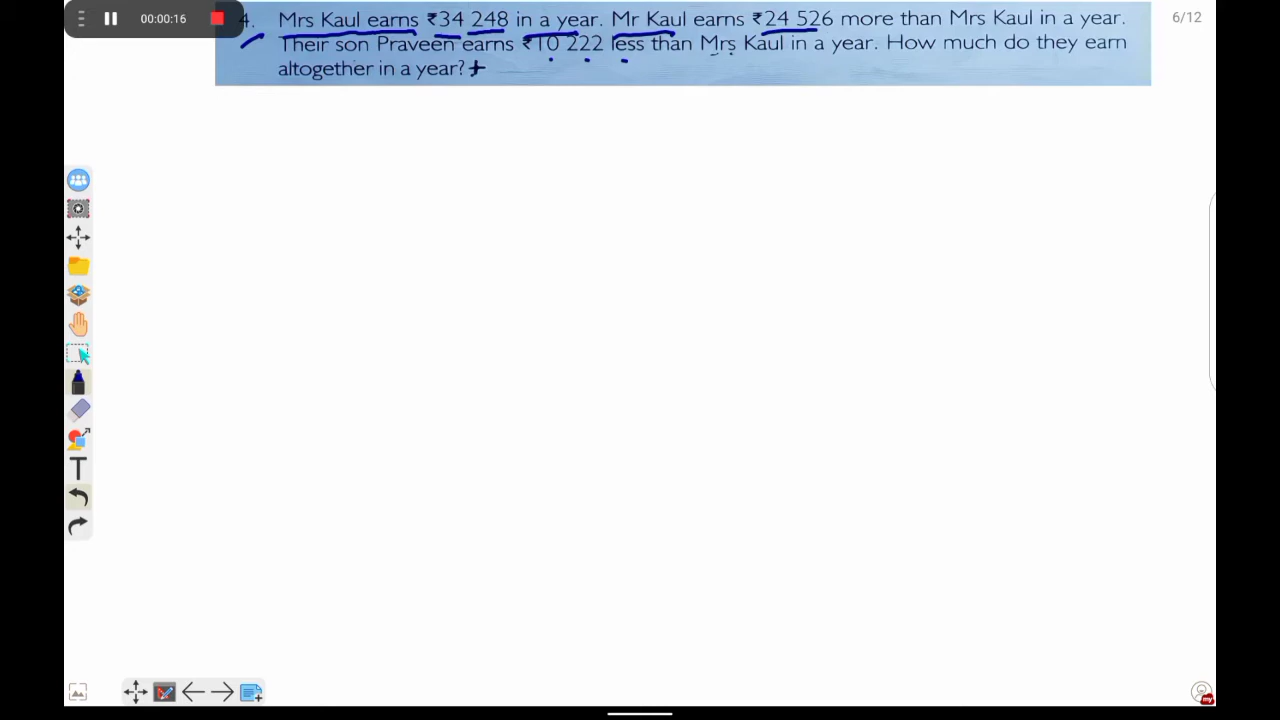 00:00:16
6/12
4. Mrs Kaul earns ₹34 248 in a year. Mr Kaul earns ₹24 526 more than Mrs Kaul in a year.
Their son Praveen earns ₹10 222 less than Mrs Kaul in a year. How much do they earn
altogether in a year? +
T
my